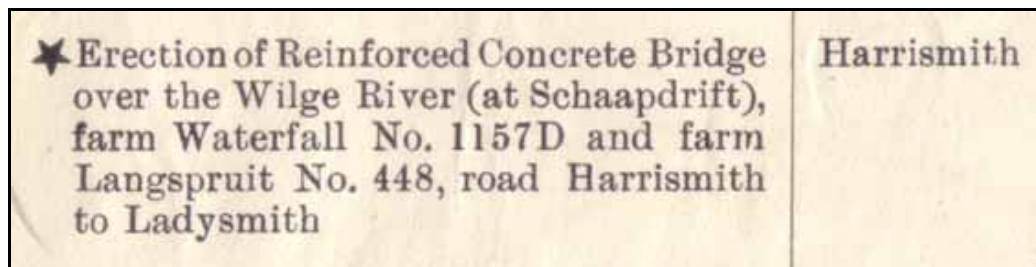 ★Erection of Reinforced Concrete Bridge
over the Wilge River (at Schaapdrift),
farm Waterfall No. 1157D and farm
Langspruit No. 448, road Harrismith
to Ladysmith
Harrismith